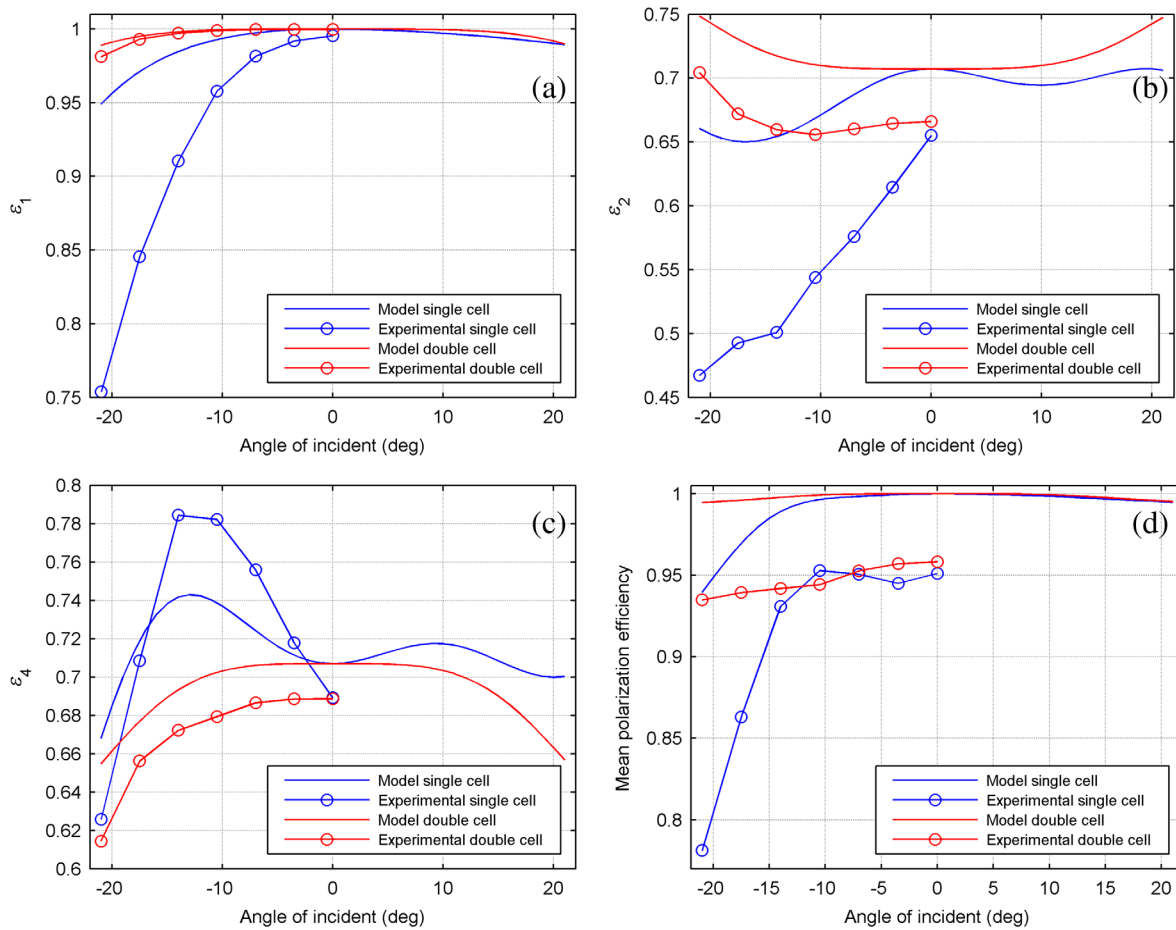 1
0.95
0.9
0.85
0.8
0.75
-20
-10
0
10
20
ε1
Angle of incident (deg)
(a)
Model single cell
Experimental single cell
Model double cell
Experimental double cell
0.75
0.7
0.65
0.6
0.55
0.5
0.45
-20
-10
0
10
20
ε2
Angle of incident (deg)
(b)
Model single cell
Experimental single cell
Model double cell
Experimental double cell
0.8
0.78
0.76
0.74
0.72
0.7
0.68
0.66
0.64
0.62
0.6
-20
-10
0
10
20
ε4
Angle of incident (deg)
(c)
Model single cell
Experimental single cell
Model double cell
Experimental double cell
1
0.95
0.9
0.85
0.8
-20
-15
-10
-5
0
5
10
15
20
Mean polarization efficiency
Angle of incident (deg)
(d)
Model single cell
Experimental single cell
Model double cell
Experimental double cell